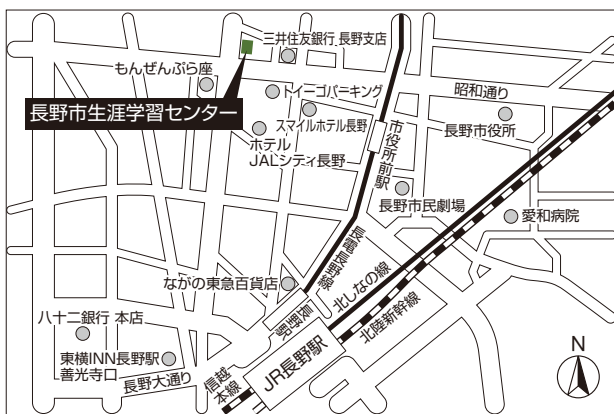 三井住友銀行 長野支店
もんぜんぷら座
トイーゴパーキング
昭和通り
長野市生涯学習センター
スマイルホテル長野
長野市役所
ホテル
JALシティ長野
市役所前駅
長野市民劇場
愛和病院
長電長野線
ながの東急百貨店
北しなの線
長野駅
北陸新幹線
八十二銀行 本店
JR長野駅
東横INN長野駅
善光寺口
信越
本線
長野大通り
N